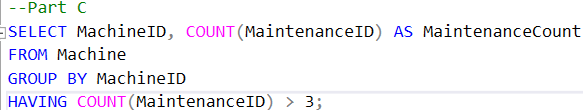 --Part C
SELECT MachineID, COUNT(MaintenanceID) AS MaintenanceCount
FROM Machine
GROUP BY MachineID
HAVING COUNT(MaintenanceID) > 3;